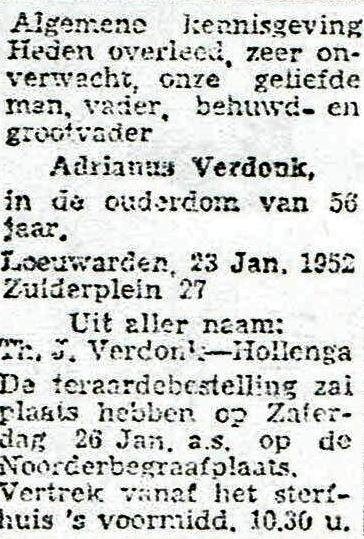 Algemene kennisgeving
Heden overleed, zeer on-
verwacht, onze geliefde
man, vader, behuwd- en
grootvader
Adrianus Verdonk,
in de ouderdom van 56
jaar.
Leeuwarden, 23 Jan. 1952
Zuiderplein 27
Uit aller naam:
Th. J. Verdonk—Hollenga
De teraardebestelling zal
plaats hebben op Zater-
dag 26 Jan. a.s. op de
Noorderbegraafplaats.
Vertrek vanaf het sterf-
huis 's voormidd. 10.30 u.